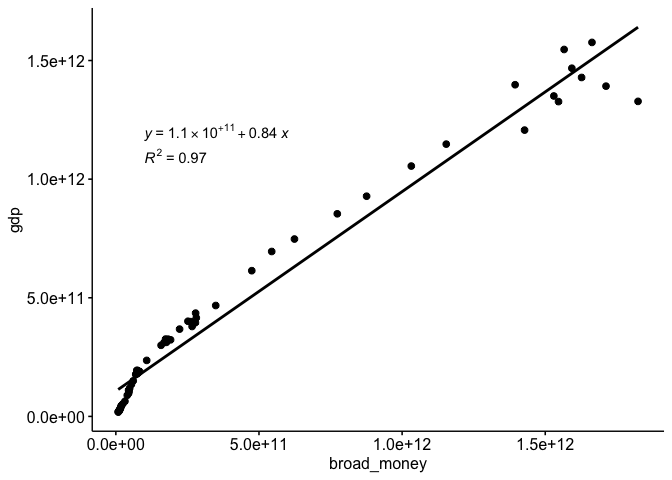 1.5e+12
y = 1.1 × 10⁺¹¹ + 0.84 x
R² = 0.97
1.0e+12
gdp
5.0e+11
0.0e+00
0.0e+00 5.0e+11 1.0e+12 1.5e+12
broad_money